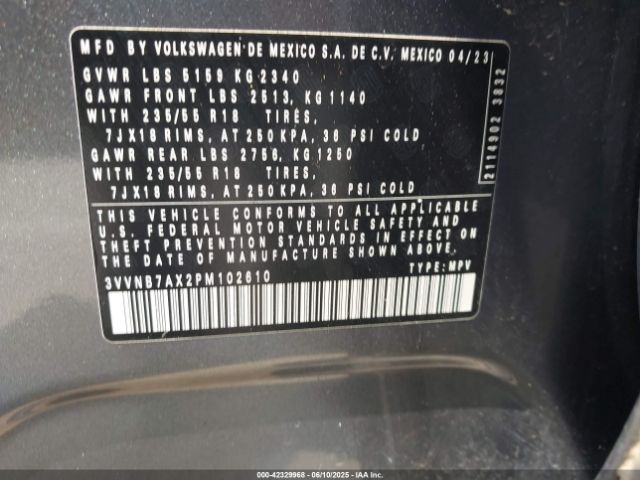 MFD BY VOLKSWAGEN DE MEXICO S.A. DE C.V. MEXICO 04/23
GVWR LBS 5159 KG 2340
GAWR FRONT LBS 2513, KG 1140
WITH 235/55 R18 TIRES,
7JX18 RIMS, AT 250 KPA, 36 PSI COLD
GAWR REAR LBS 2756, KG 1250
WITH 235/55 R18 TIRES,
7JX18 RIMS, AT 250 KPA, 36 PSI COLD
2114902 3832
THIS VEHICLE CONFORMS TO ALL APPLICABLE
U.S. FEDERAL MOTOR VEHICLE SAFETY AND
THEFT PREVENTION STANDARDS IN EFFECT ON
THE DATE OF MANUFACTURE SHOWN ABOVE.
3VVNB7AX2PM102610 TYPE: MPV
000-42329968 - 06/10/2025 - IAAI.COM